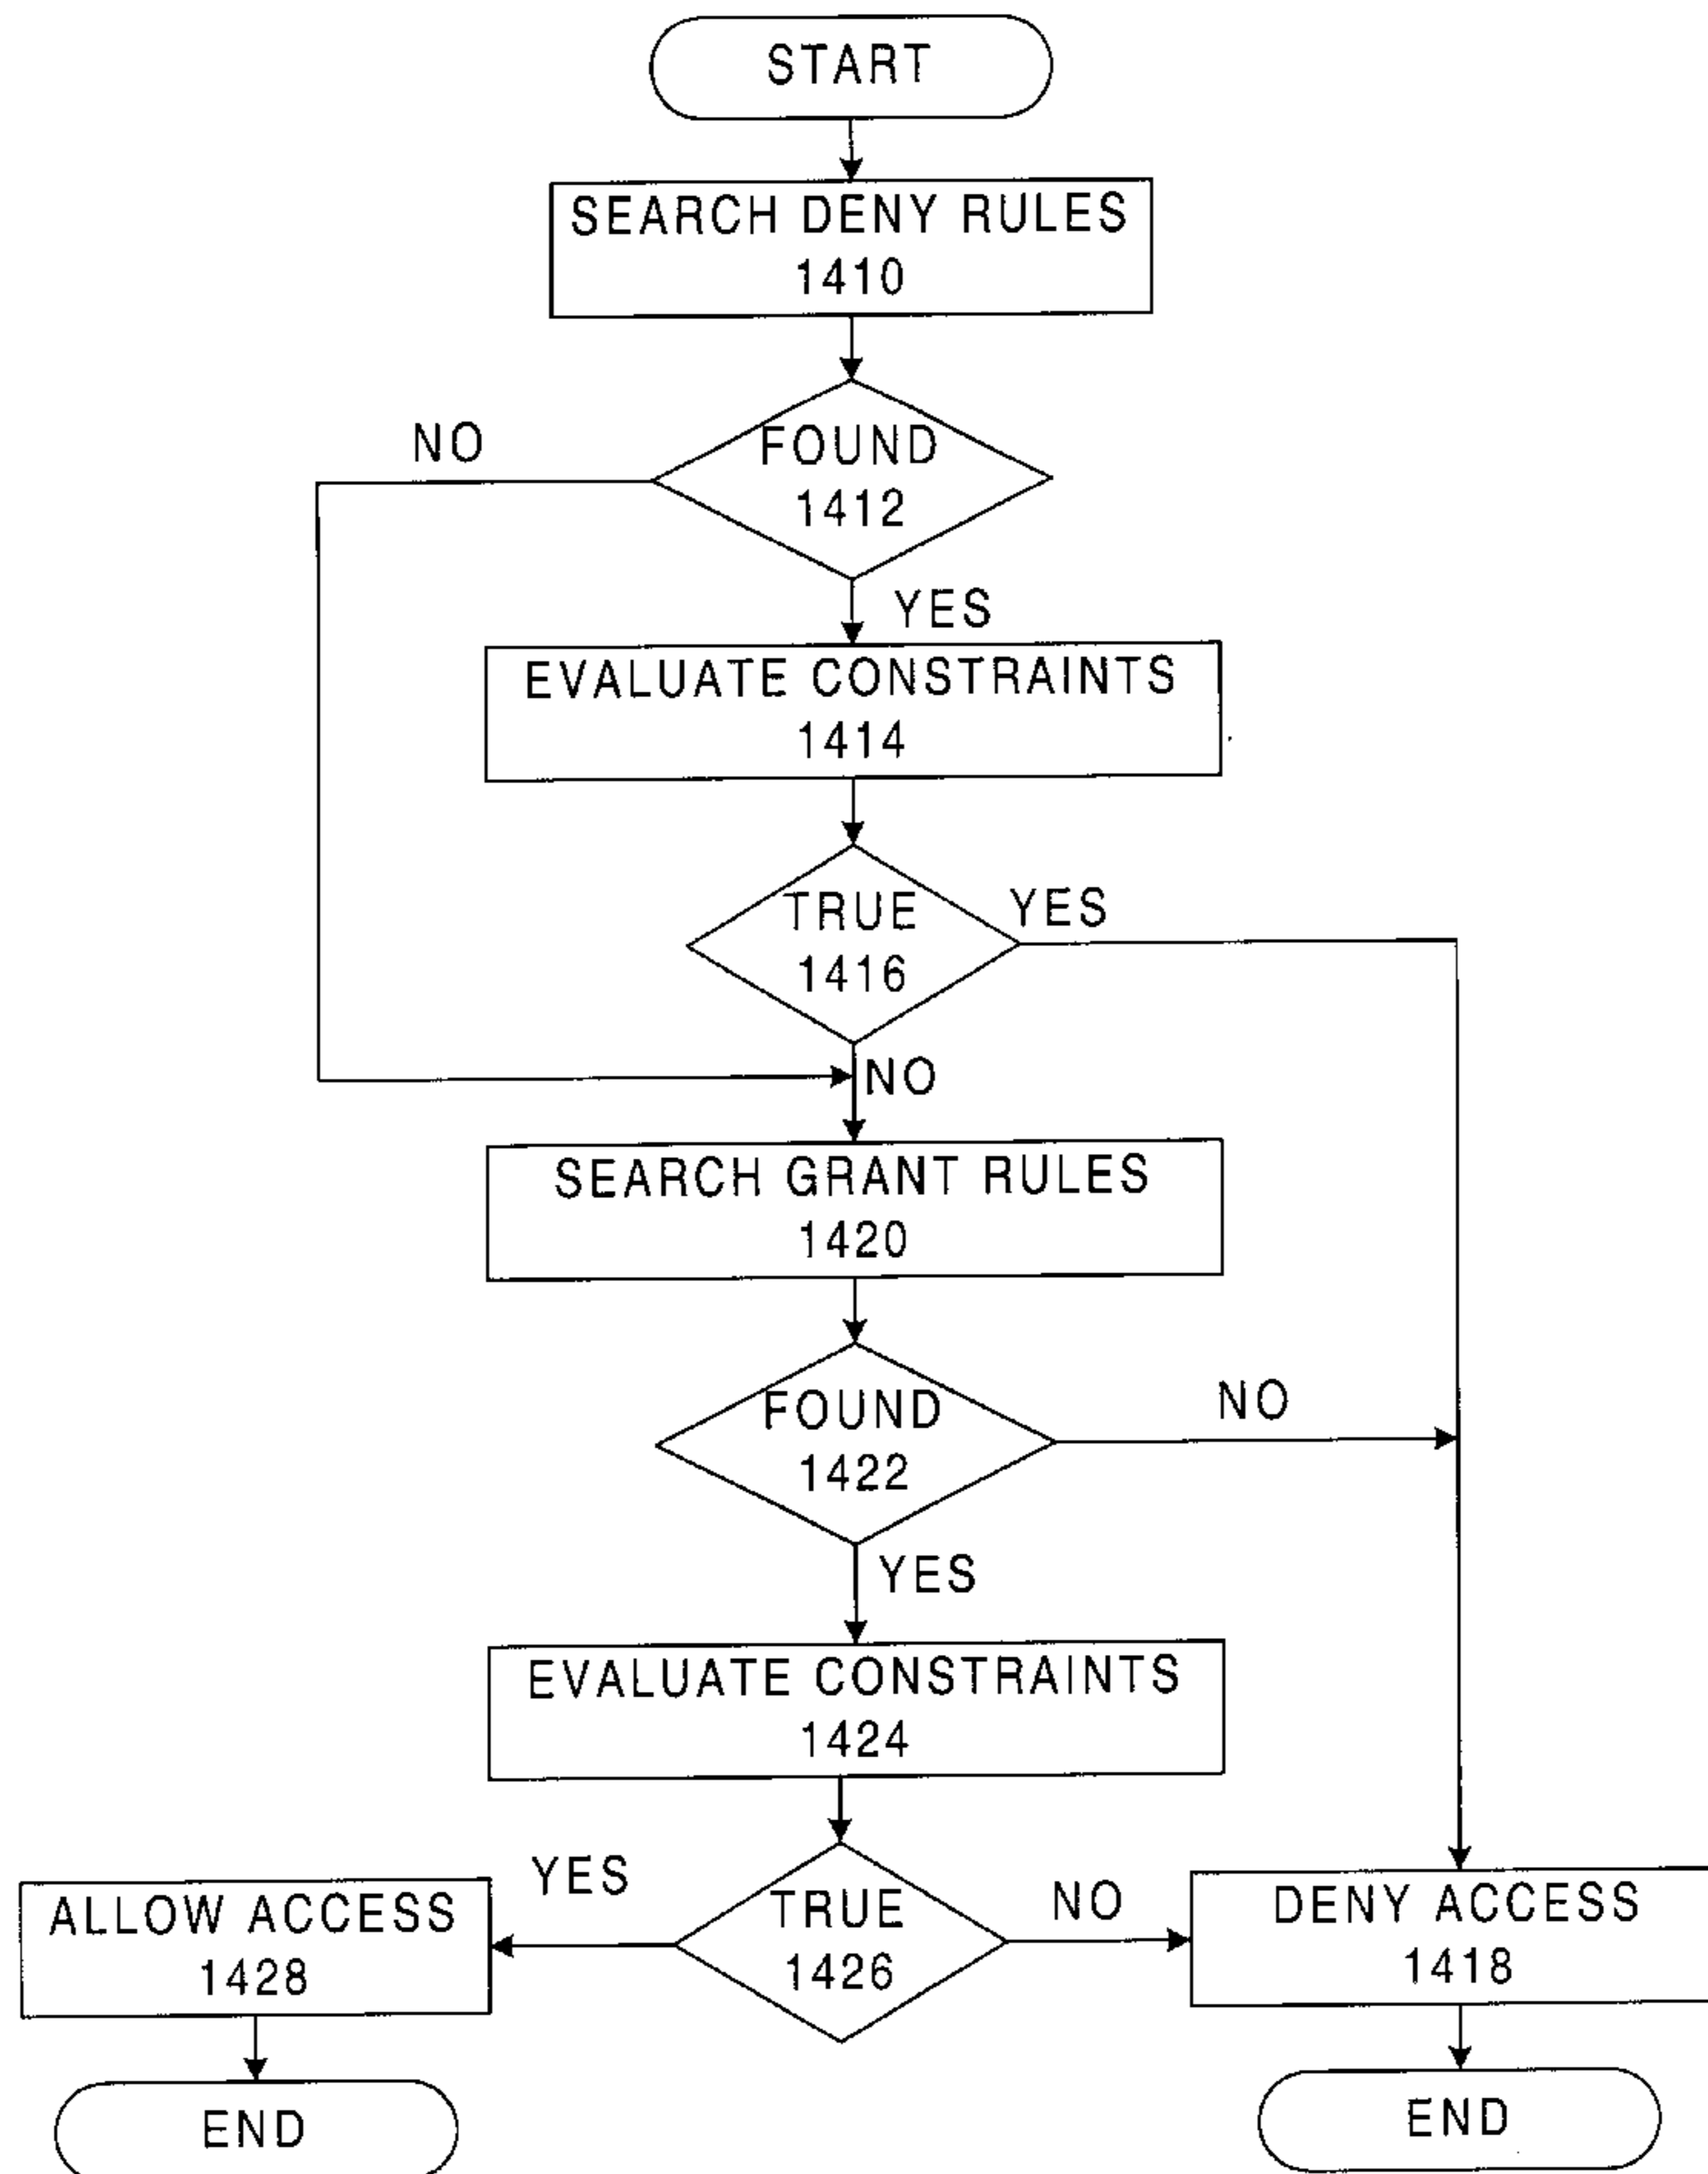 START
SEARCH DENY RULES
1410
NO
FOUND
1412
YES
EVALUATE CONSTRAINTS
1414
TRUE
1416
YES
NO
SEARCH GRANT RULES
1420
FOUND
1422
NO
YES
EVALUATE CONSTRAINTS
1424
YES
TRUE
1426
NO
ALLOW ACCESS
1428
DENY ACCESS
1418
END
END